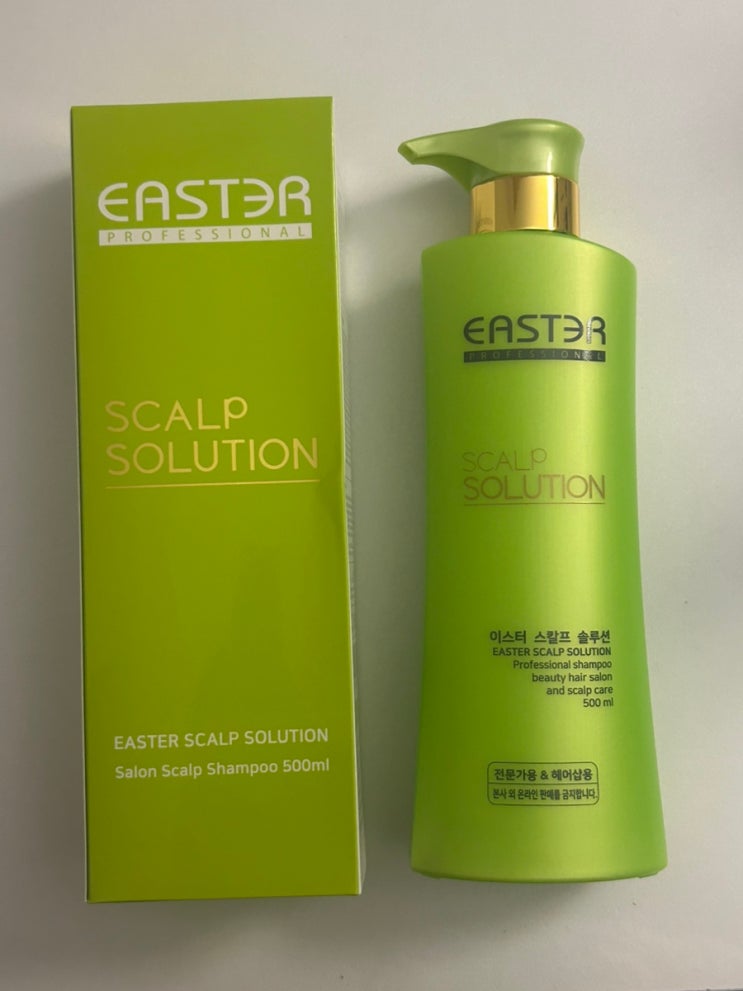 EASTER
PROFESSIONAL
SCALP
SOLUTION
EASTER SCALP SOLUTION
Salon Scalp Shampoo 500ml
EASTER
PROFESSIONAL
SCALP
SOLUTION
이스터 스칼프 솔루션
EASTER SCALP SOLUTION
Professional shampoo
beauty hair salon
and scalp care
500 ml
전문가용 & 헤어샵용
본사 외 온라인 판매를 금지합니다.